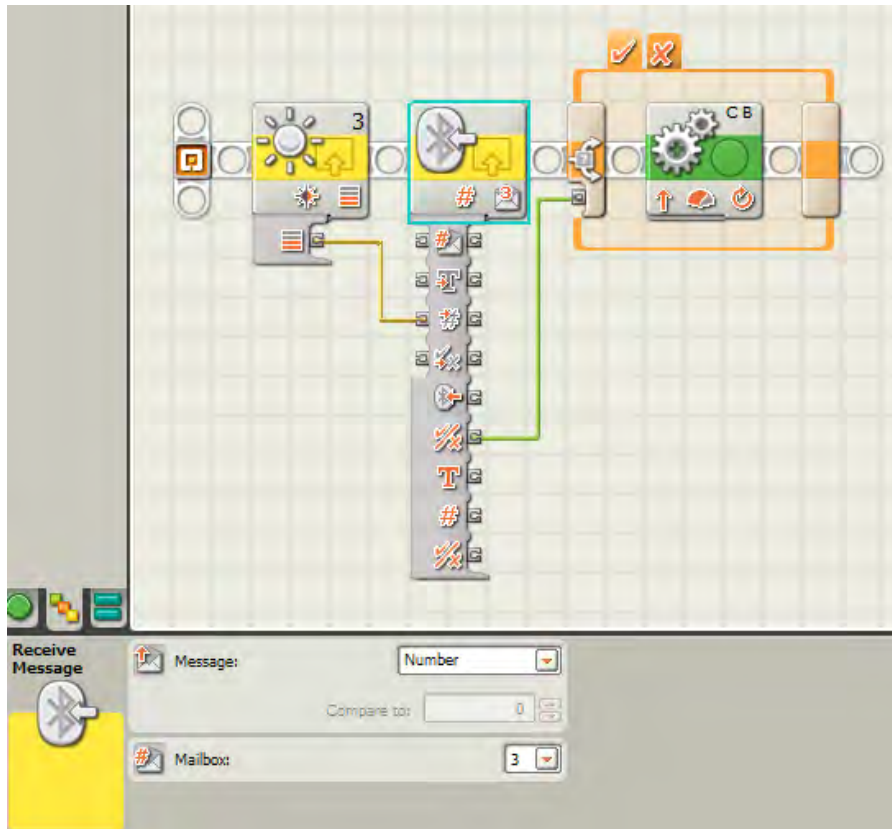 3
C B
#
3
#
T
#
T
#
Receive
Message
Message:
Number
Compare to:
0
#
Mailbox:
3